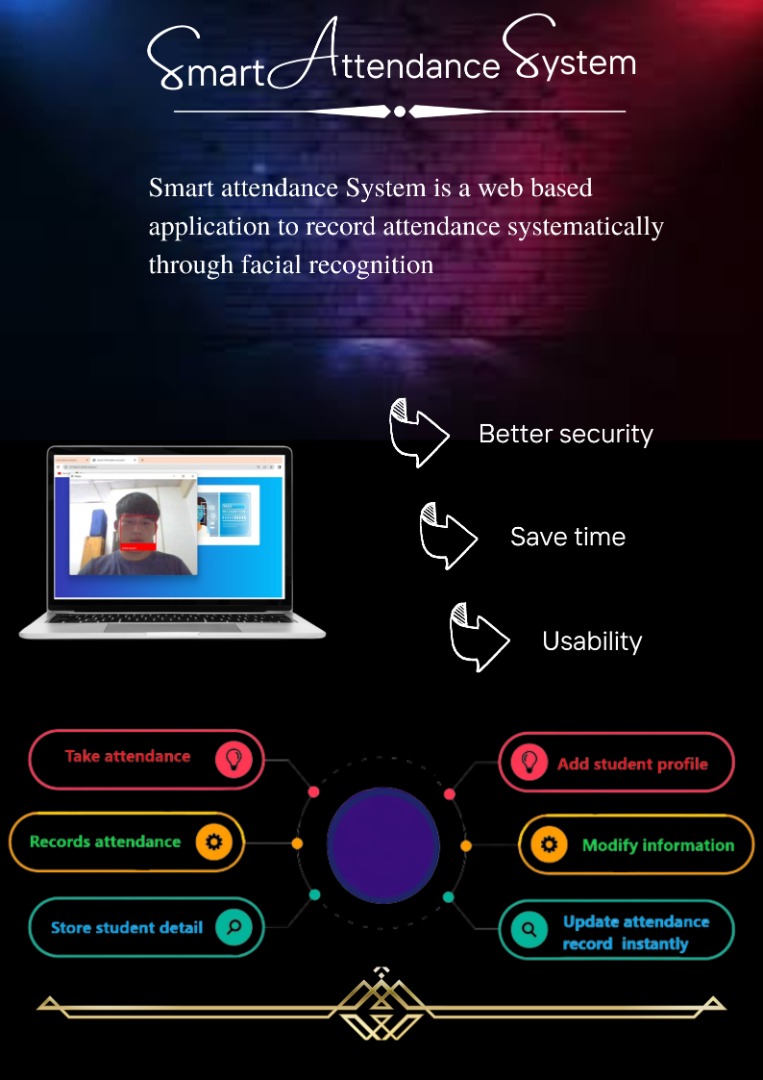 Smart Attendance System
Smart attendance System is a web based
application to record attendance systematically
through facial recognition
Better security
Save time
Usability
Take attendance
Add student profile
Records attendance
Modify information
Store student detail
Update attendance
record instantly